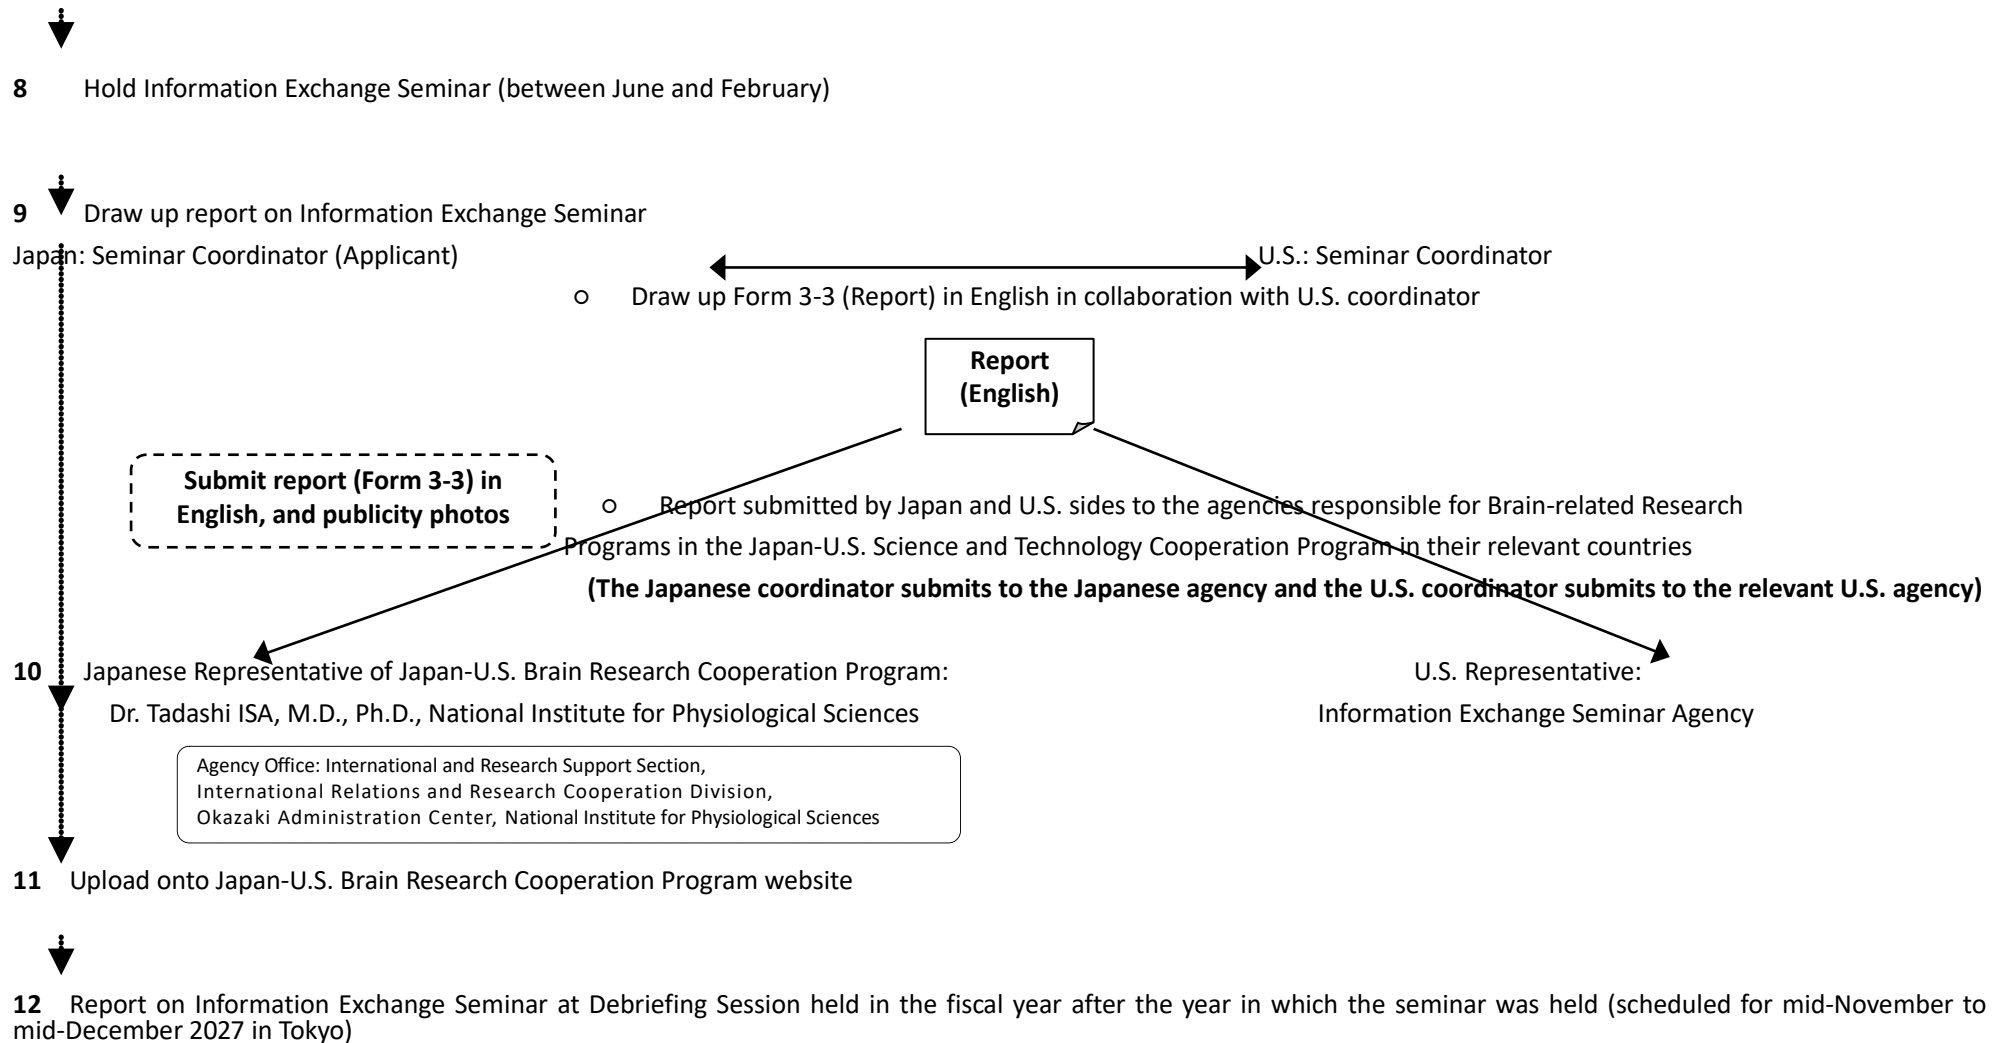 8 Hold Information Exchange Seminar (between June and February)
9 Draw up report on Information Exchange Seminar
Japan: Seminar Coordinator (Applicant) U.S.: Seminar Coordinator
○ Draw up Form 3-3 (Report) in English in collaboration with U.S. coordinator
Report
(English)
Submit report (Form 3-3) in
English, and publicity photos
○ Report submitted by Japan and U.S. sides to the agencies responsible for Brain-related Research
Programs in the Japan-U.S. Science and Technology Cooperation Program in their relevant countries
(The Japanese coordinator submits to the Japanese agency and the U.S. coordinator submits to the relevant U.S. agency)
10 Japanese Representative of Japan-U.S. Brain Research Cooperation Program:
Dr. Tadashi ISA, M.D., Ph.D., National Institute for Physiological Sciences
U.S. Representative:
Information Exchange Seminar Agency
Agency Office: International and Research Support Section,
International Relations and Research Cooperation Division,
Okazaki Administration Center, National Institute for Physiological Sciences
11 Upload onto Japan-U.S. Brain Research Cooperation Program website
12 Report on Information Exchange Seminar at Debriefing Session held in the fiscal year after the year in which the seminar was held (scheduled for mid-November to
mid-December 2027 in Tokyo)